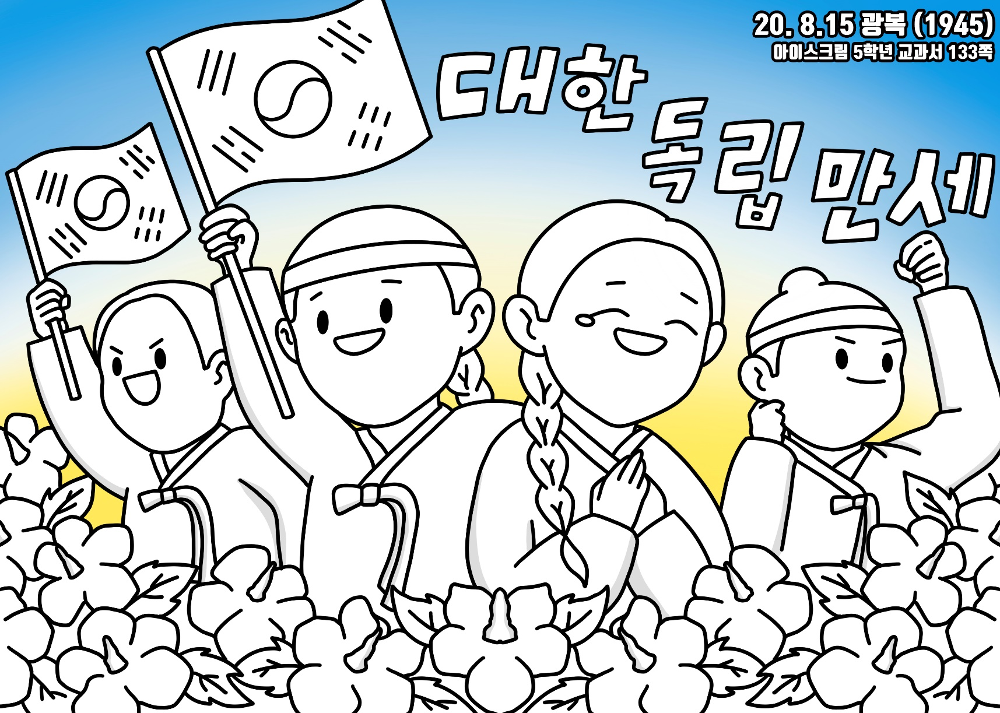 20. 8.15 광복 (1945)
아이스크림 5학년 교과서 133쪽
대한 독립 만세